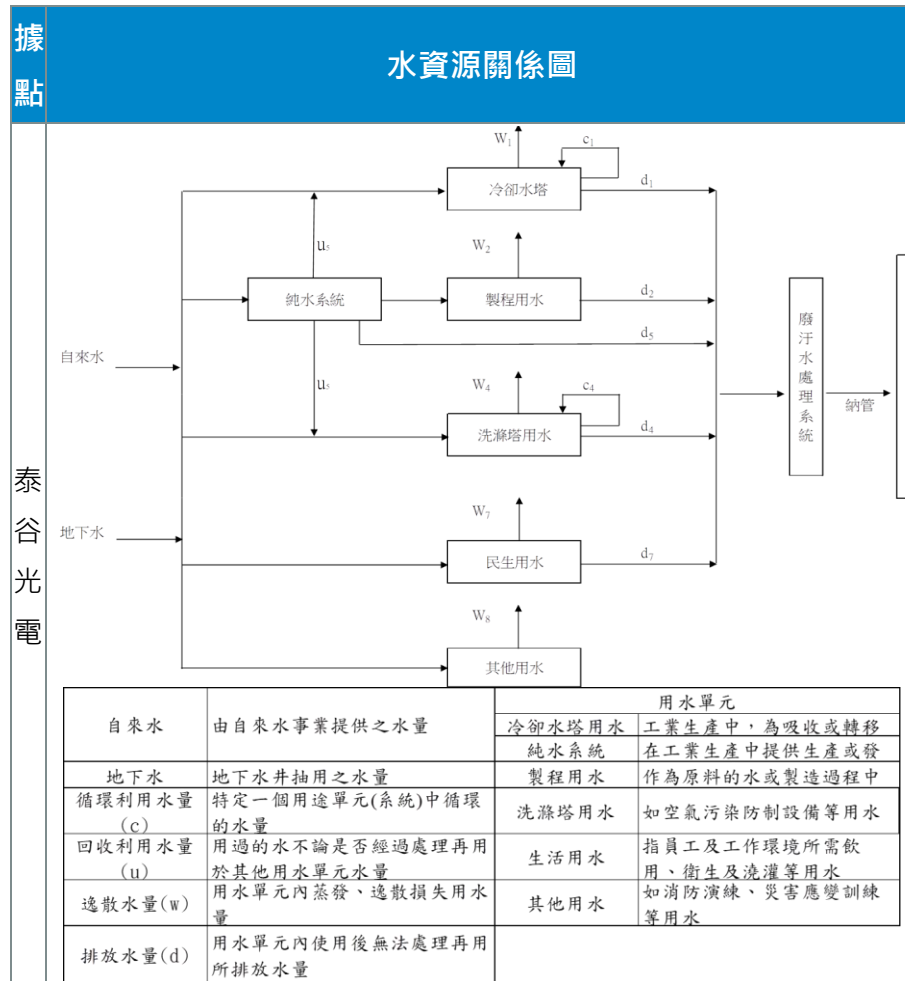 據點
水資源關係圖
泰谷光電
W₁
c₁
冷卻水塔
d₁
u₅
W₂
純水系統
製程用水
d₂
d₅
自來水
u₅
W₄
c₄
洗滌塔用水
d₄
廢汙水處理系統
納管
地下水
W₇
民生用水
d₇
W₈
其他用水
自來水
由自來水事業提供之水量
用水單元
冷卻水塔用水
工業生產中，為吸收或轉移
純水系統
在工業生產中提供生產或發
地下水
地下水井抽用之水量
製程用水
作為原料的水或製造過程中
循環利用水量
(c)
特定一個用途單元(系統)中循環
的水量
洗滌塔用水
如空氣污染防制設備等用水
回收利用水量
(u)
用過的水不論是否經過處理再用
於其他用水單元水量
生活用水
指員工及工作環境所需飲
用、衛生及澆灌等用水
逸散水量(w)
用水單元內蒸發、逸散損失用水
量
其他用水
如消防演練、災害應變訓練
等用水
排放水量(d)
用水單元內使用後無法處理再用
所排放水量